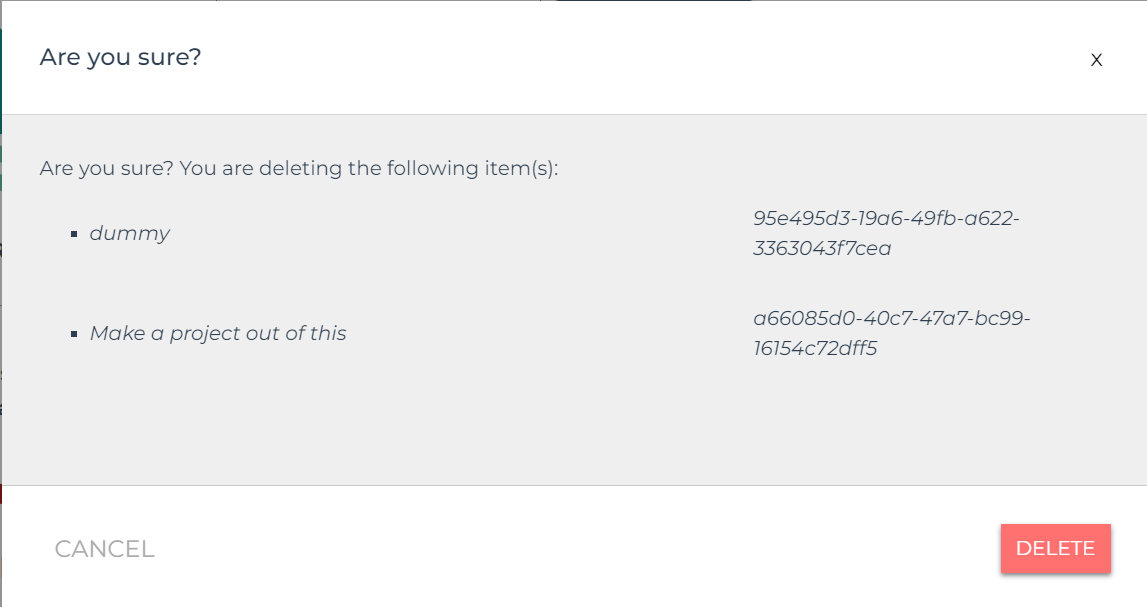 Are you sure?
X
Are you sure? You are deleting the following item(s):
dummy
95e495d3-19a6-49fb-a622-
3363043f7cea
Make a project out of this
a66085d0-40c7-47a7-bc99-
16154c72dff5
CANCEL
DELETE